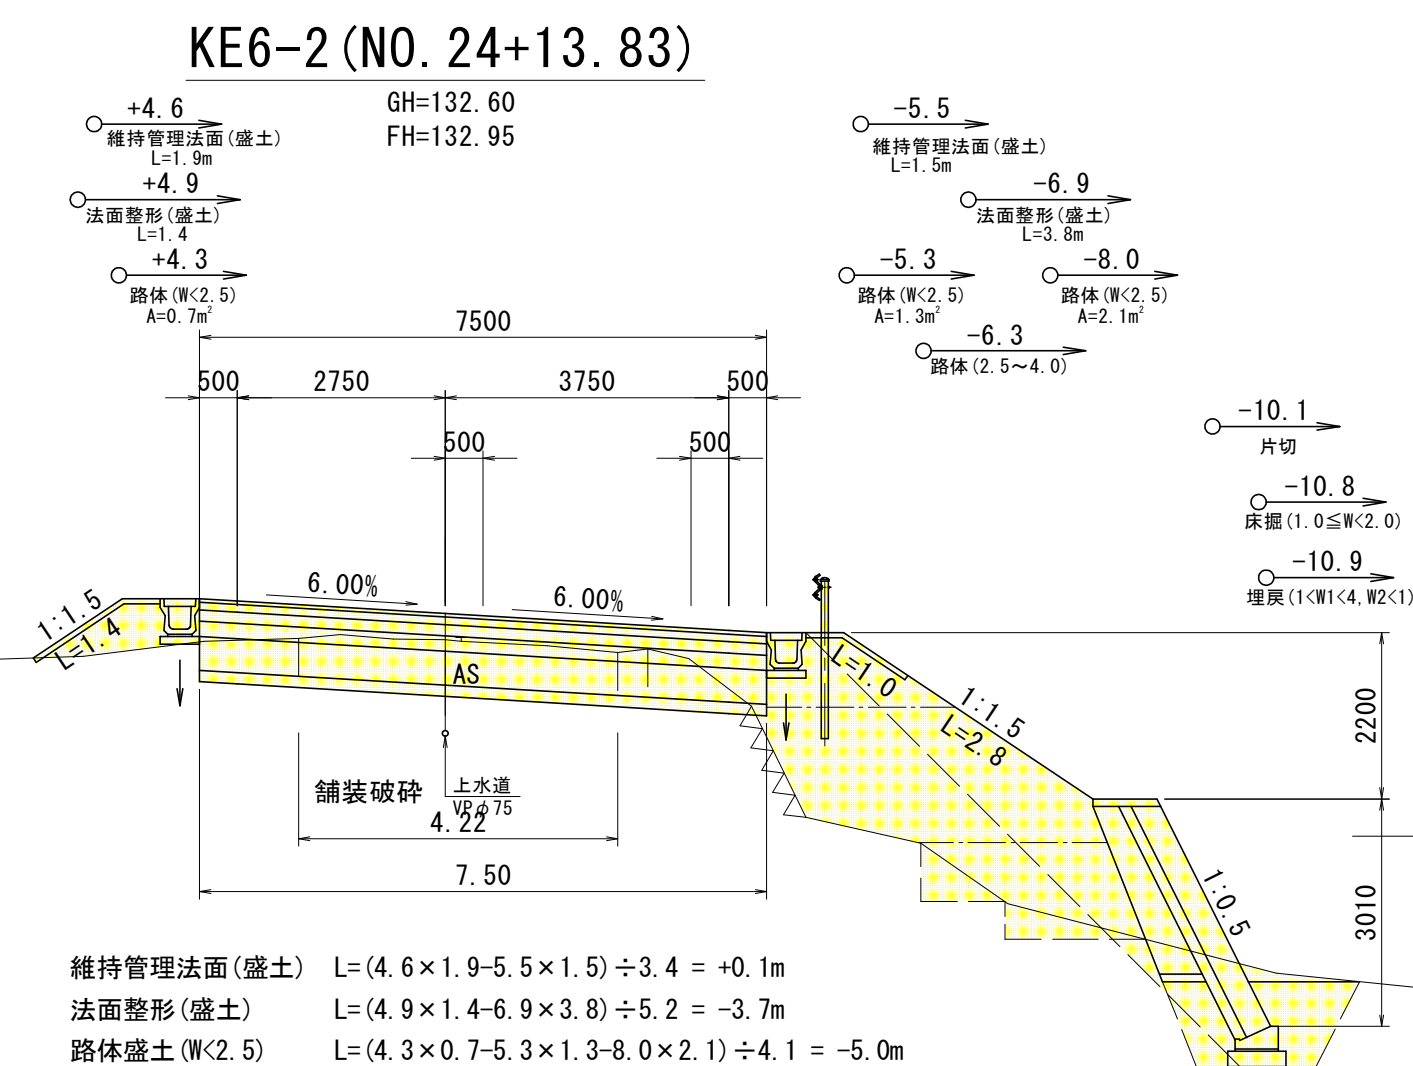 KE6-2(NO.24+13.83)
GH=132.60
FH=132.95
+4.6
維持管理法面(盛土)
L=1.9m
+4.9
法面整形(盛土)
L=1.4
+4.3
路体(W<2.5)
A=0.7m²
-5.5
維持管理法面(盛土)
L=1.5m
-6.9
法面整形(盛土)
L=3.8m
-5.3
路体(W<2.5)
A=1.3m²
-8.0
路体(W<2.5)
A=2.1m²
-6.3
路体(2.5～4.0)
-10.1
片切
-10.8
床掘(1.0≦W<2.0)
-10.9
埋戻(1<W1<4,W2<1)
7500
500 2750 3750 500
500 500
6.00% 6.00%
1:1.5
L=1.4
AS
L=1.0
1:1.5
L=2.8
2200
3010
1:0.5
舗装破砕
上水道
VPφ75
4.22
7.50
維持管理法面(盛土) L=(4.6×1.9-5.5×1.5)÷3.4 = +0.1m
法面整形(盛土) L=(4.9×1.4-6.9×3.8)÷5.2 = -3.7m
路体盛土(W<2.5) L=(4.3×0.7-5.3×1.3-8.0×2.1)÷4.1 = -5.0m